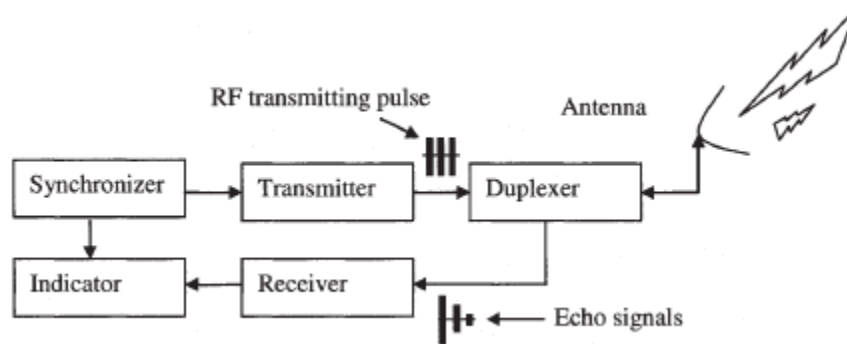 RF transmitting pulse
Antenna
Synchronizer
Transmitter
Duplexer
Indicator
Receiver
Echo signals